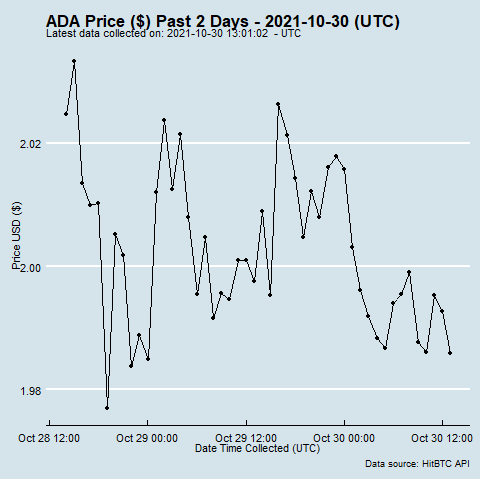 ADA Price ($) Past 2 Days - 2021-10-30 (UTC)
Latest data collected on: 2021-10-30 13:01:02 - UTC
2.02
2.00
1.98
Price USD ($)
Oct 28 12:00 Oct 29 00:00 Oct 29 12:00 Oct 30 00:00 Oct 30 12:00
Date Time Collected (UTC)
Data source: HitBTC API